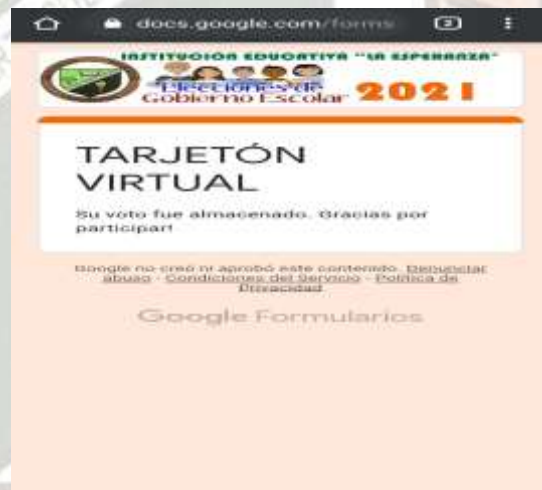 docs.google.com/forms
2
INSTITUCIÓN EDUCATIVA "LA ESPERANZA"
Elecciones de
Gobierno Escolar 2021
TARJETÓN
VIRTUAL
Su voto fue almacenado. Gracias por
participar!
Google no creó ni aprobó este contenido. Denunciar
abuso - Condiciones del Servicio - Política de
Privacidad
Google Formularios